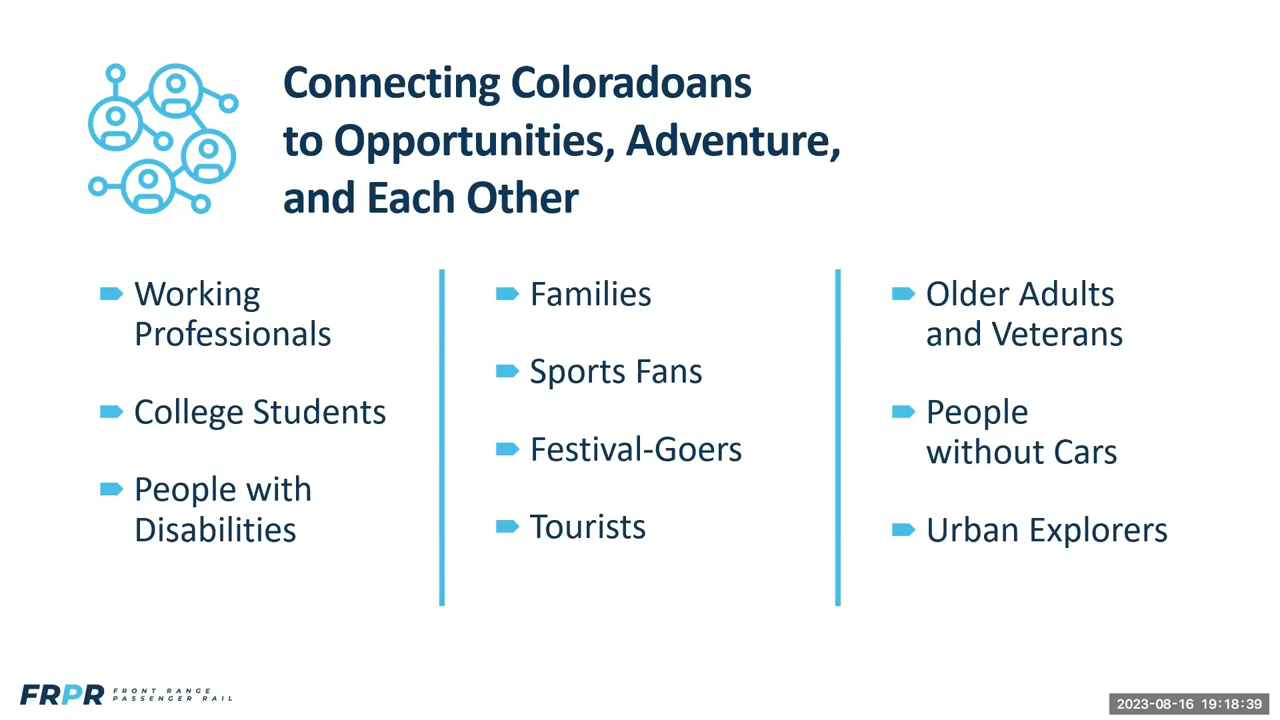 Connecting Coloradoans
to Opportunities, Adventure,
and Each Other
Working
Professionals
College Students
People with
Disabilities
Families
Sports Fans
Festival-Goers
Tourists
Older Adults
and Veterans
People
without Cars
Urban Explorers
FRPR
FRONT RANGE
PASSENGER RAIL
2023-08-16 19:18:39